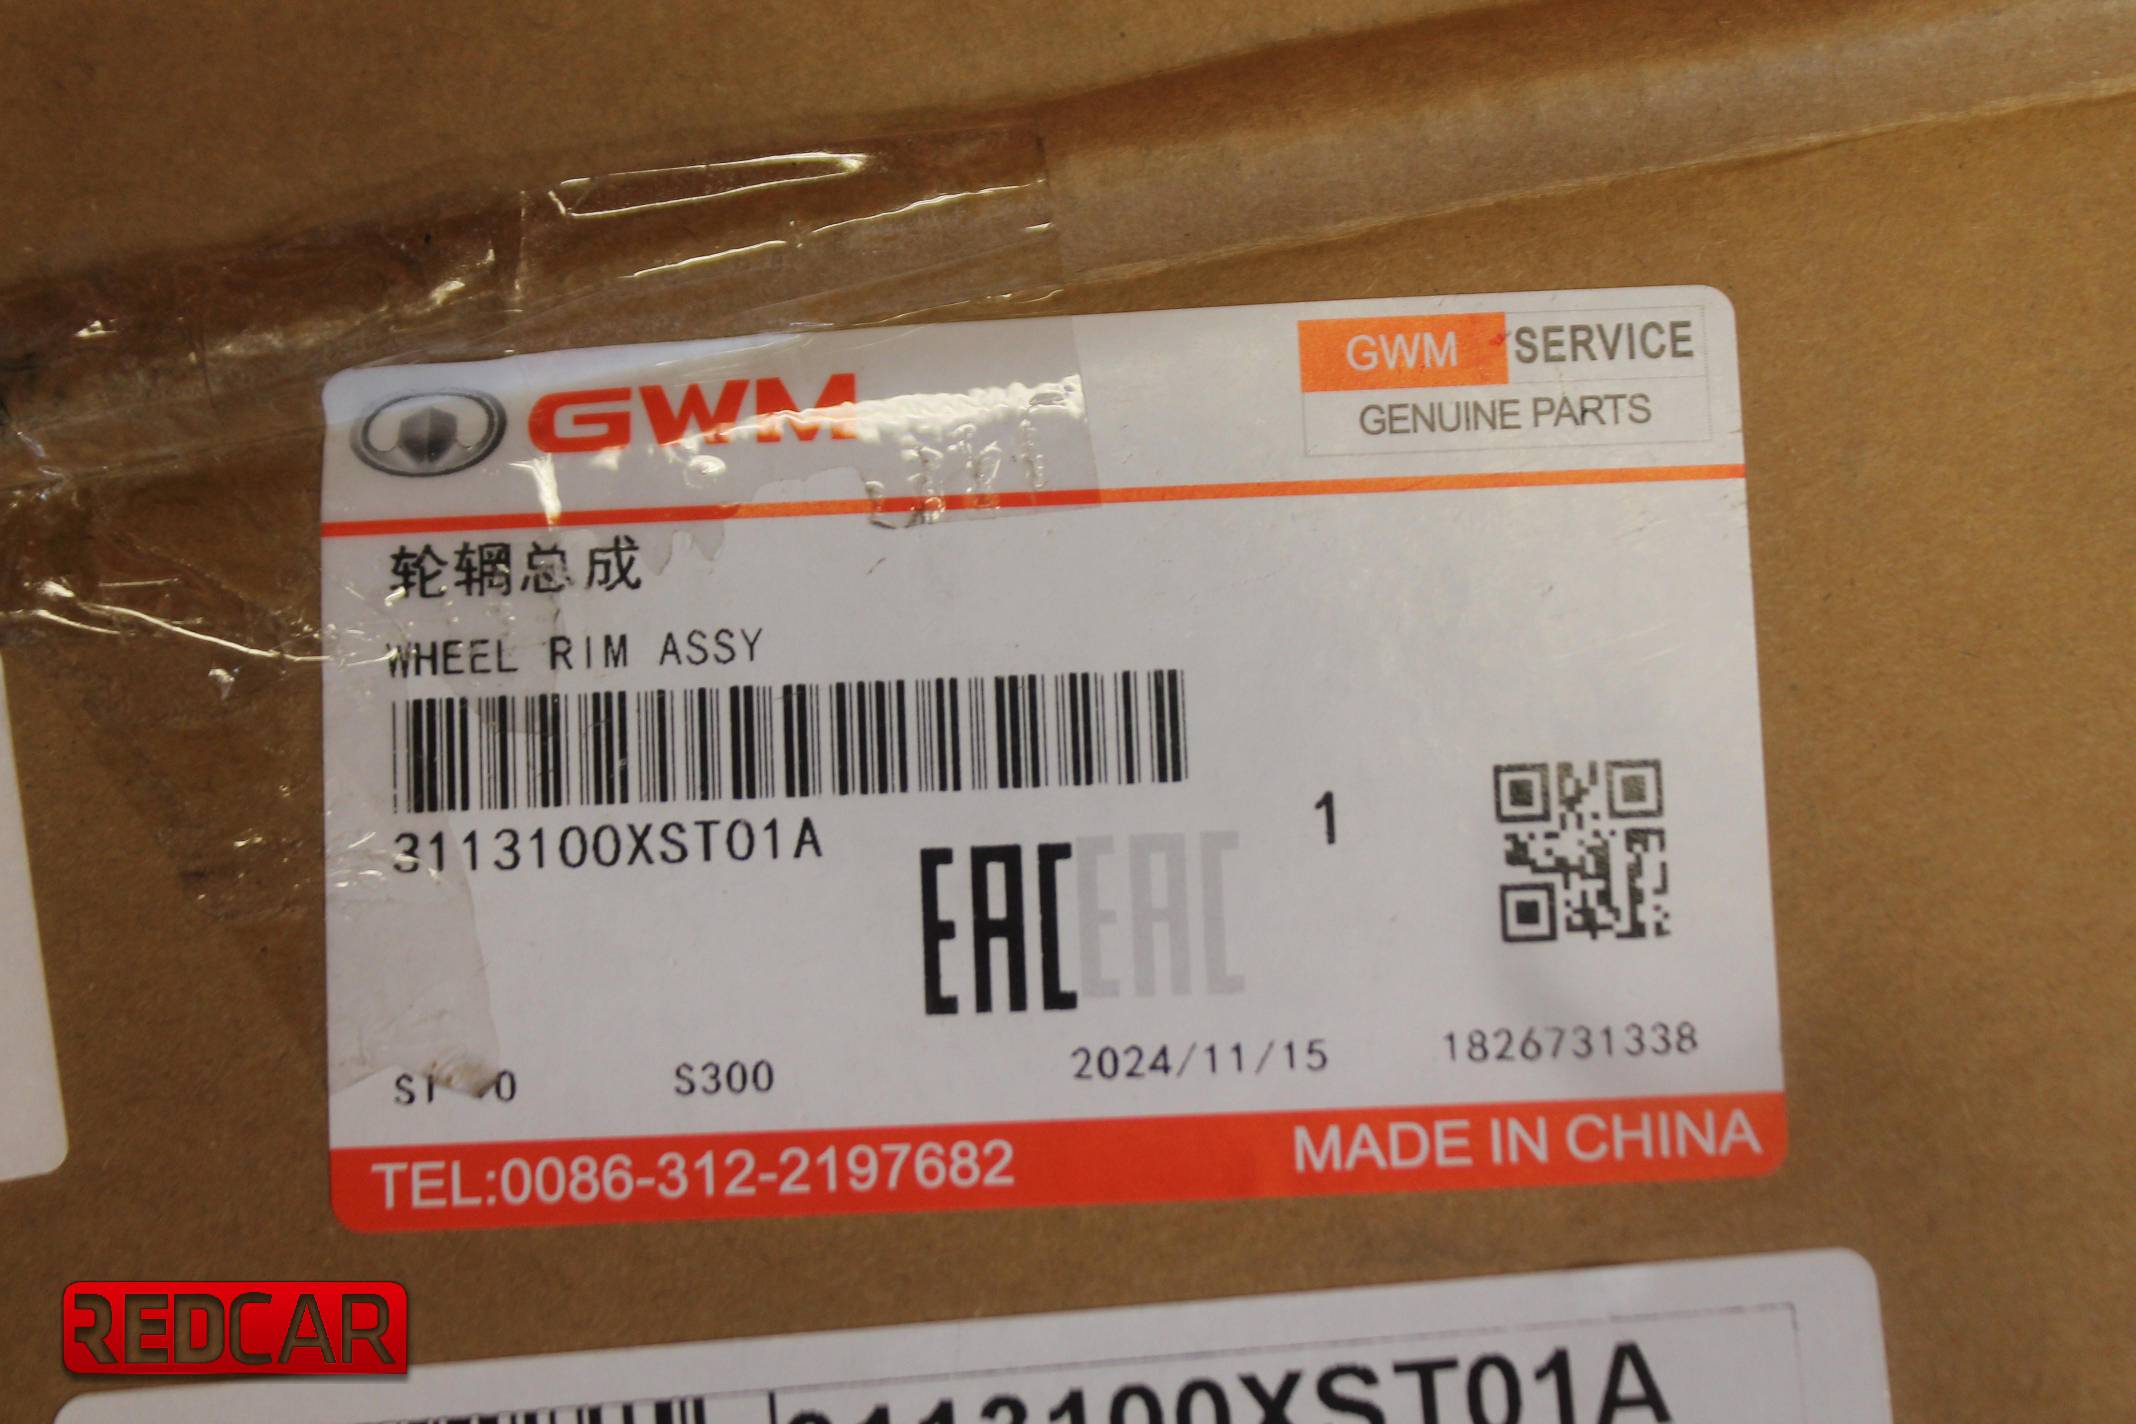 GWM
GWM SERVICE
GENUINE PARTS
轮辋总成
WHEEL RIM ASSY
3113100XST01A
EAC EAC
1
S300
2024/11/15
1826731338
TEL:0086-312-2197682
MADE IN CHINA
REDCAR
3113100XST01A